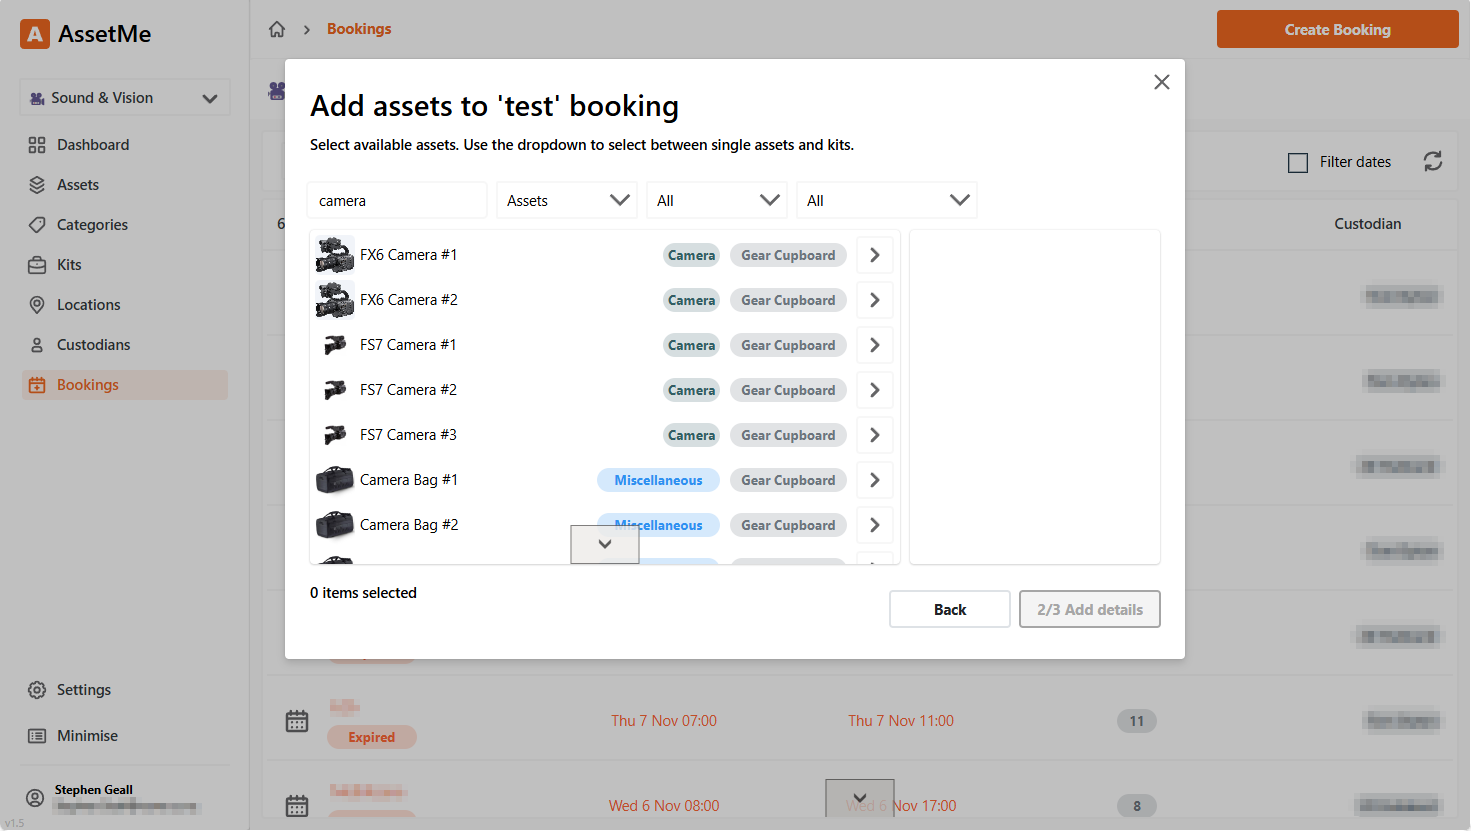 A AssetMe
Bookings
Create Booking
Sound & Vision
Dashboard
Assets
Categories
Kits
Locations
Custodians
Bookings
Settings
Minimise
Stephen Geall
v1.5
Filter dates
6
Custodian
Add assets to 'test' booking
Select available assets. Use the dropdown to select between single assets and kits.
camera Assets All All
FX6 Camera #1 Camera Gear Cupboard
FX6 Camera #2 Camera Gear Cupboard
FS7 Camera #1 Camera Gear Cupboard
FS7 Camera #2 Camera Gear Cupboard
FS7 Camera #3 Camera Gear Cupboard
Camera Bag #1 Miscellaneous Gear Cupboard
Camera Bag #2 Miscellaneous Gear Cupboard
0 items selected
Back 2/3 Add details
Thu 7 Nov 07:00 Thu 7 Nov 11:00 11
Expired
Wed 6 Nov 08:00 Wed 6 Nov 17:00 8